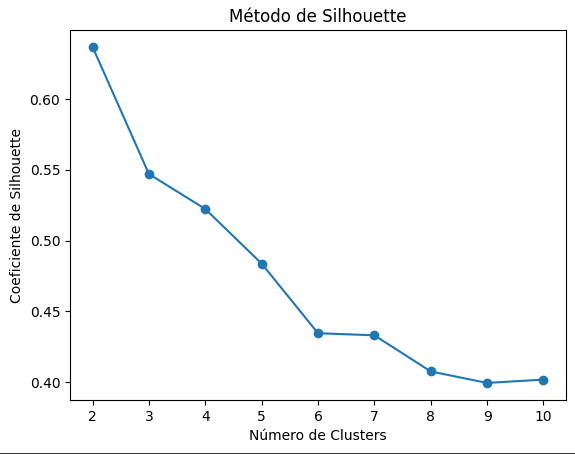 Método de Silhouette
Coeficiente de Silhouette
0.60
0.55
0.50
0.45
0.40
2 3 4 5 6 7 8 9 10
Número de Clusters